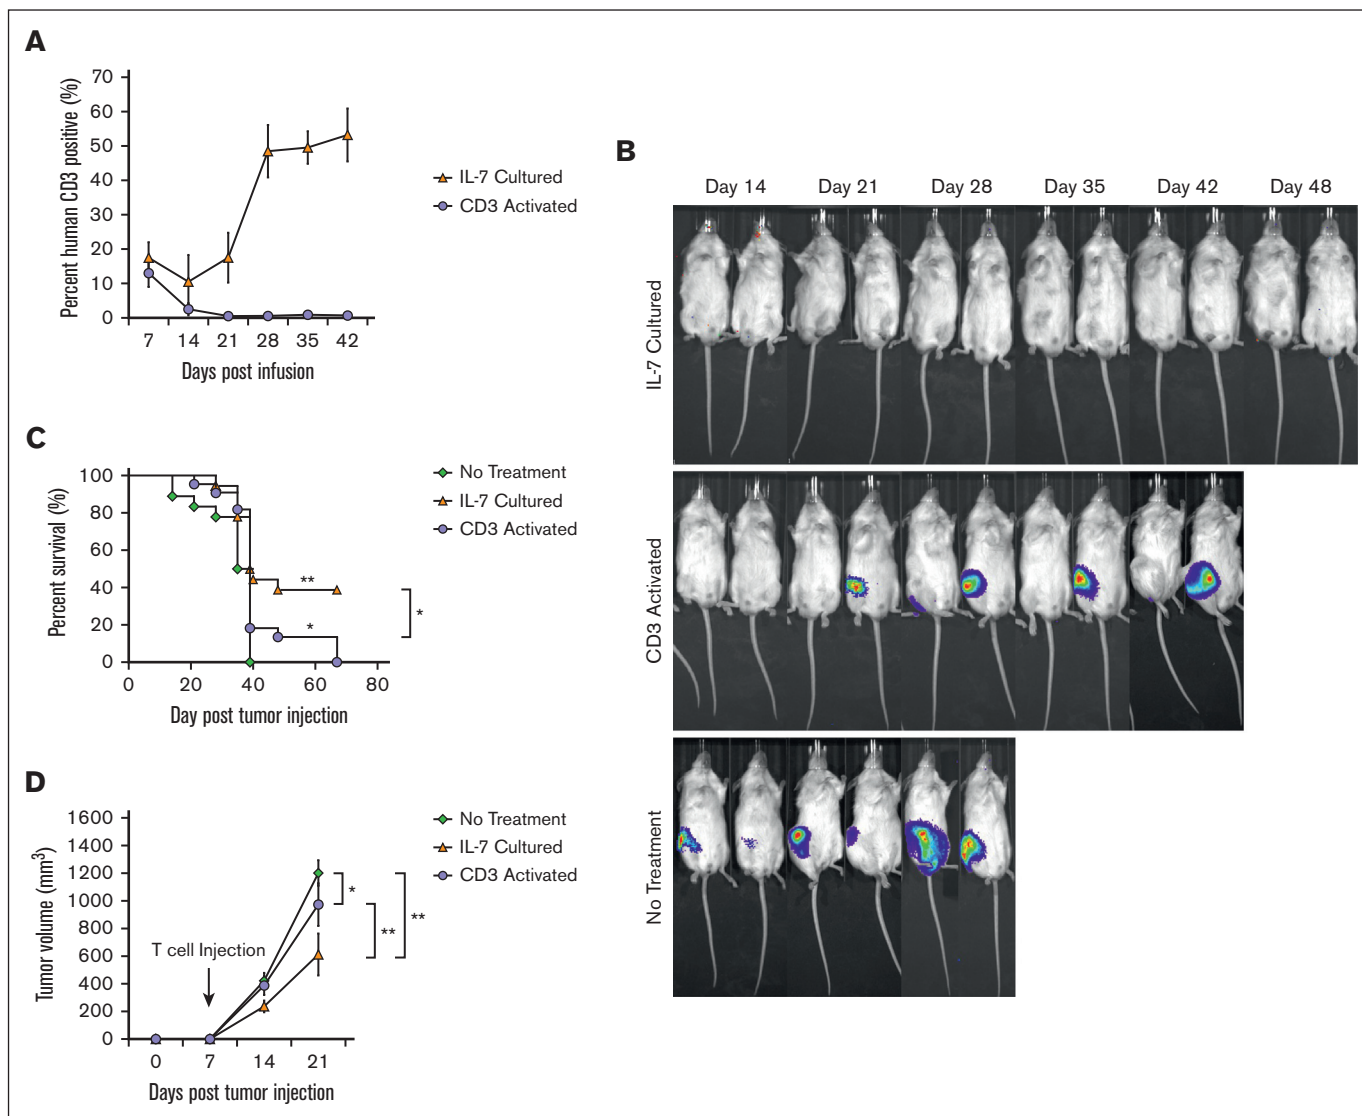 A
70
60
50
40
30
20
10
0
7 14 21 28 35 42
Percent human CD3 positive (%)
Days post infusion
IL-7 Cultured
CD3 Activated
B
Day 14 Day 21 Day 28 Day 35 Day 42 Day 48
IL-7 Cultured
CD3 Activated
No Treatment
C
100
80
60
40
20
0
0 20 40 60 80
Percent survival (%)
Day post tumor injection
**
*
*
No Treatment
IL-7 Cultured
CD3 Activated
D
1600
1400
1200
1000
800
600
400
200
0
0 7 14 21
Tumor volume (mm³)
Days post tumor injection
T cell Injection
No Treatment
IL-7 Cultured
CD3 Activated
*
**
**